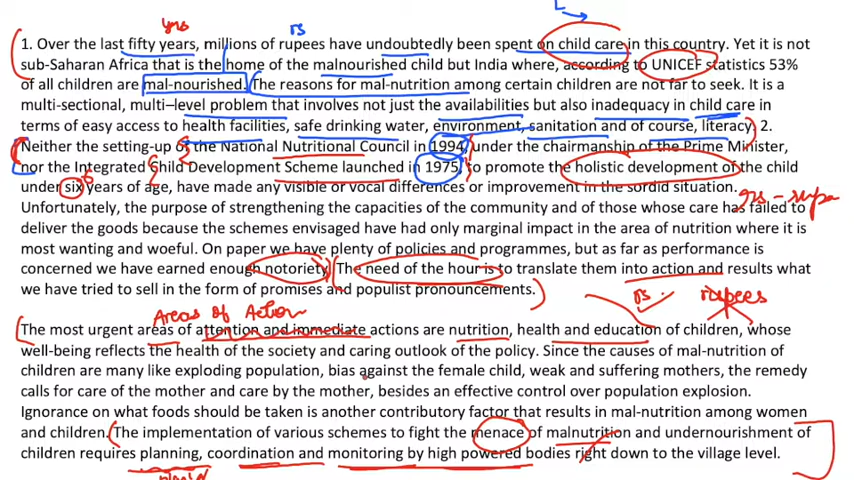 yrs
rs
1. Over the last fifty years, millions of rupees have undoubtedly been spent on child care in this country. Yet it is not
sub-Saharan Africa that is the home of the malnourished child but India where, according to UNICEF statistics 53%
of all children are mal-nourished. The reasons for mal-nutrition among certain children are not far to seek. It is a
multi-sectional, multi–level problem that involves not just the availabilities but also inadequacy in child care in
terms of easy access to health facilities, safe drinking water, environment, sanitation and of course, literacy. 2.
Neither the setting-up of the National Nutritional Council in 1994, under the chairmanship of the Prime Minister,
nor the Integrated Child Development Scheme launched in 1975, to promote the holistic development of the child
6
under six years of age, have made any visible or vocal differences or improvement in the sordid situation.
rs - rupee
Unfortunately, the purpose of strengthening the capacities of the community and of those whose care has failed to
deliver the goods because the schemes envisaged have had only marginal impact in the area of nutrition where it is
most wanting and woeful. On paper we have plenty of policies and programmes, but as far as performance is
concerned we have earned enough notoriety. The need of the hour is to translate them into action and results what
we have tried to sell in the form of promises and populist pronouncements.
rs rupees
Areas of Action
The most urgent areas of attention and immediate actions are nutrition, health and education of children, whose
well-being reflects the health of the society and caring outlook of the policy. Since the causes of mal-nutrition of
children are many like exploding population, bias against the female child, weak and suffering mothers, the remedy
calls for care of the mother and care by the mother, besides an effective control over population explosion.
Ignorance on what foods should be taken is another contributory factor that results in mal-nutrition among women
and children. The implementation of various schemes to fight the menace of malnutrition and undernourishment of
children requires planning, coordination and monitoring by high powered bodies right down to the village level.